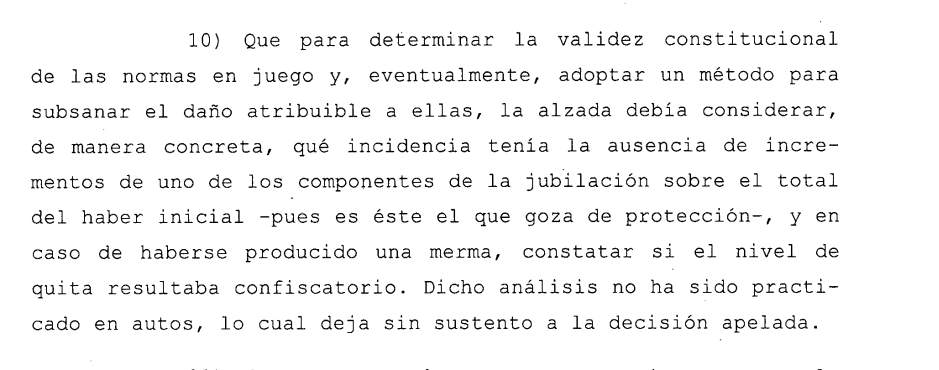 10) Que para determinar la validez constitucional
de las normas en juego y, eventualmente, adoptar un método para
subsanar el daño atribuible a ellas, la alzada debía considerar,
de manera concreta, qué incidencia tenía la ausencia de incre-
mentos de uno de los componentes de la jubilación sobre el total
del haber inicial -pues es éste el que goza de protección-, y en
caso de haberse producido una merma, constatar si el nivel de
quita resultaba confiscatorio. Dicho análisis no ha sido practi-
cado en autos, lo cual deja sin sustento a la decisión apelada.